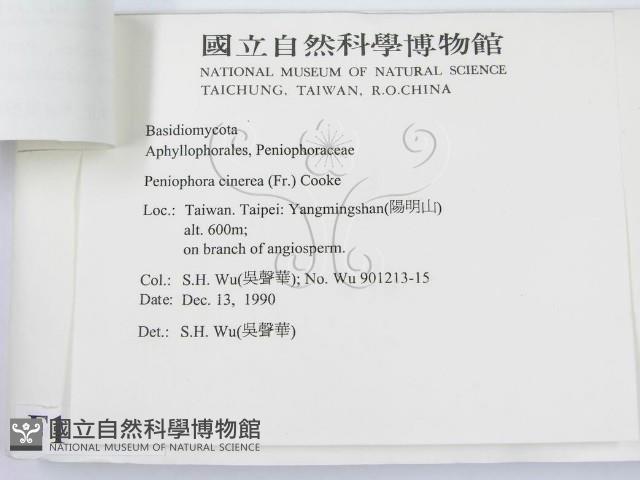 國立自然科學博物館
NATIONAL MUSEUM OF NATURAL SCIENCE
TAICHUNG, TAIWAN, R.O.CHINA
Basidiomycota
Aphyllophorales, Peniophoraceae
Peniophora cinerea (Fr.) Cooke
Loc.: Taiwan. Taipei: Yangmingshan(陽明山)
alt. 600m;
on branch of angiosperm.
Col.: S.H. Wu(吳聲華); No. Wu 901213-15
Date: Dec. 13, 1990
Det.: S.H. Wu(吳聲華)
國立自然科學博物館
NATIONAL MUSEUM OF NATURAL SCIENCE